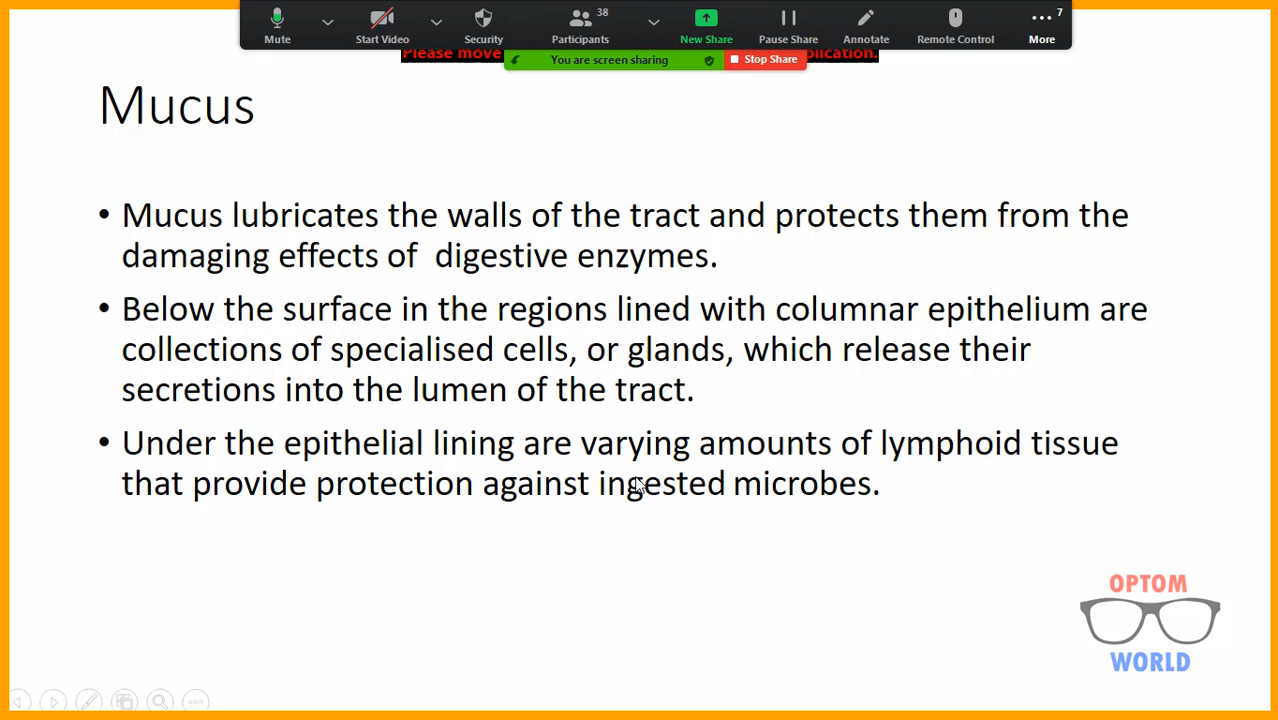 38
7
Mute
Start Video
Security
Participants
New Share
Pause Share
Annotate
Remote Control
More
Please move
You are screen sharing
Stop Share
Mucus
• Mucus lubricates the walls of the tract and protects them from the
damaging effects of  digestive enzymes.
• Below the surface in the regions lined with columnar epithelium are
collections of specialised cells, or glands, which release their
secretions into the lumen of the tract.
• Under the epithelial lining are varying amounts of lymphoid tissue
that provide protection against ingested microbes.
OPTOM
WORLD